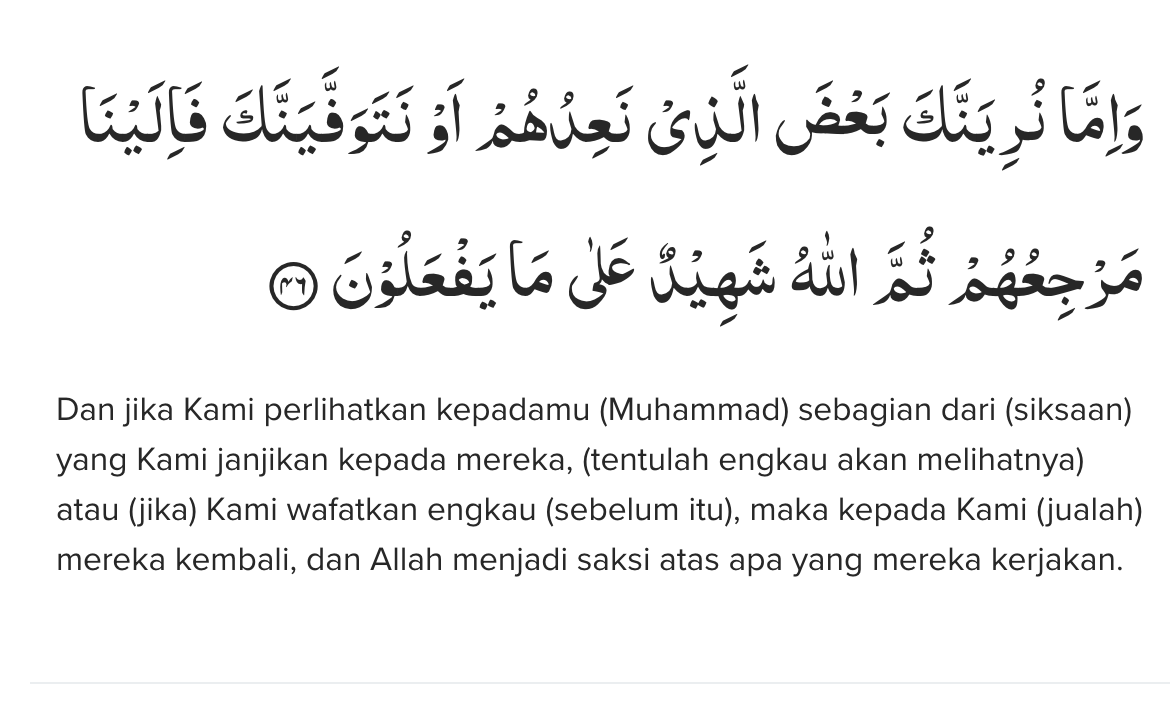 وَاِمَّا نُرِيَنَّكَ بَعْضَ الَّذِيْ نَعِدُهُمْ اَوْ نَتَوَفَّيَنَّكَ فَاِلَيْنَا
مَرْجِعُهُمْ ثُمَّ اللّٰهُ شَهِيْدٌ عَلٰى مَا يَفْعَلُوْنَ ۝٤٦
Dan jika Kami perlihatkan kepadamu (Muhammad) sebagian dari (siksaan)
yang Kami janjikan kepada mereka, (tentulah engkau akan melihatnya)
atau (jika) Kami wafatkan engkau (sebelum itu), maka kepada Kami (jualah)
mereka kembali, dan Allah menjadi saksi atas apa yang mereka kerjakan.